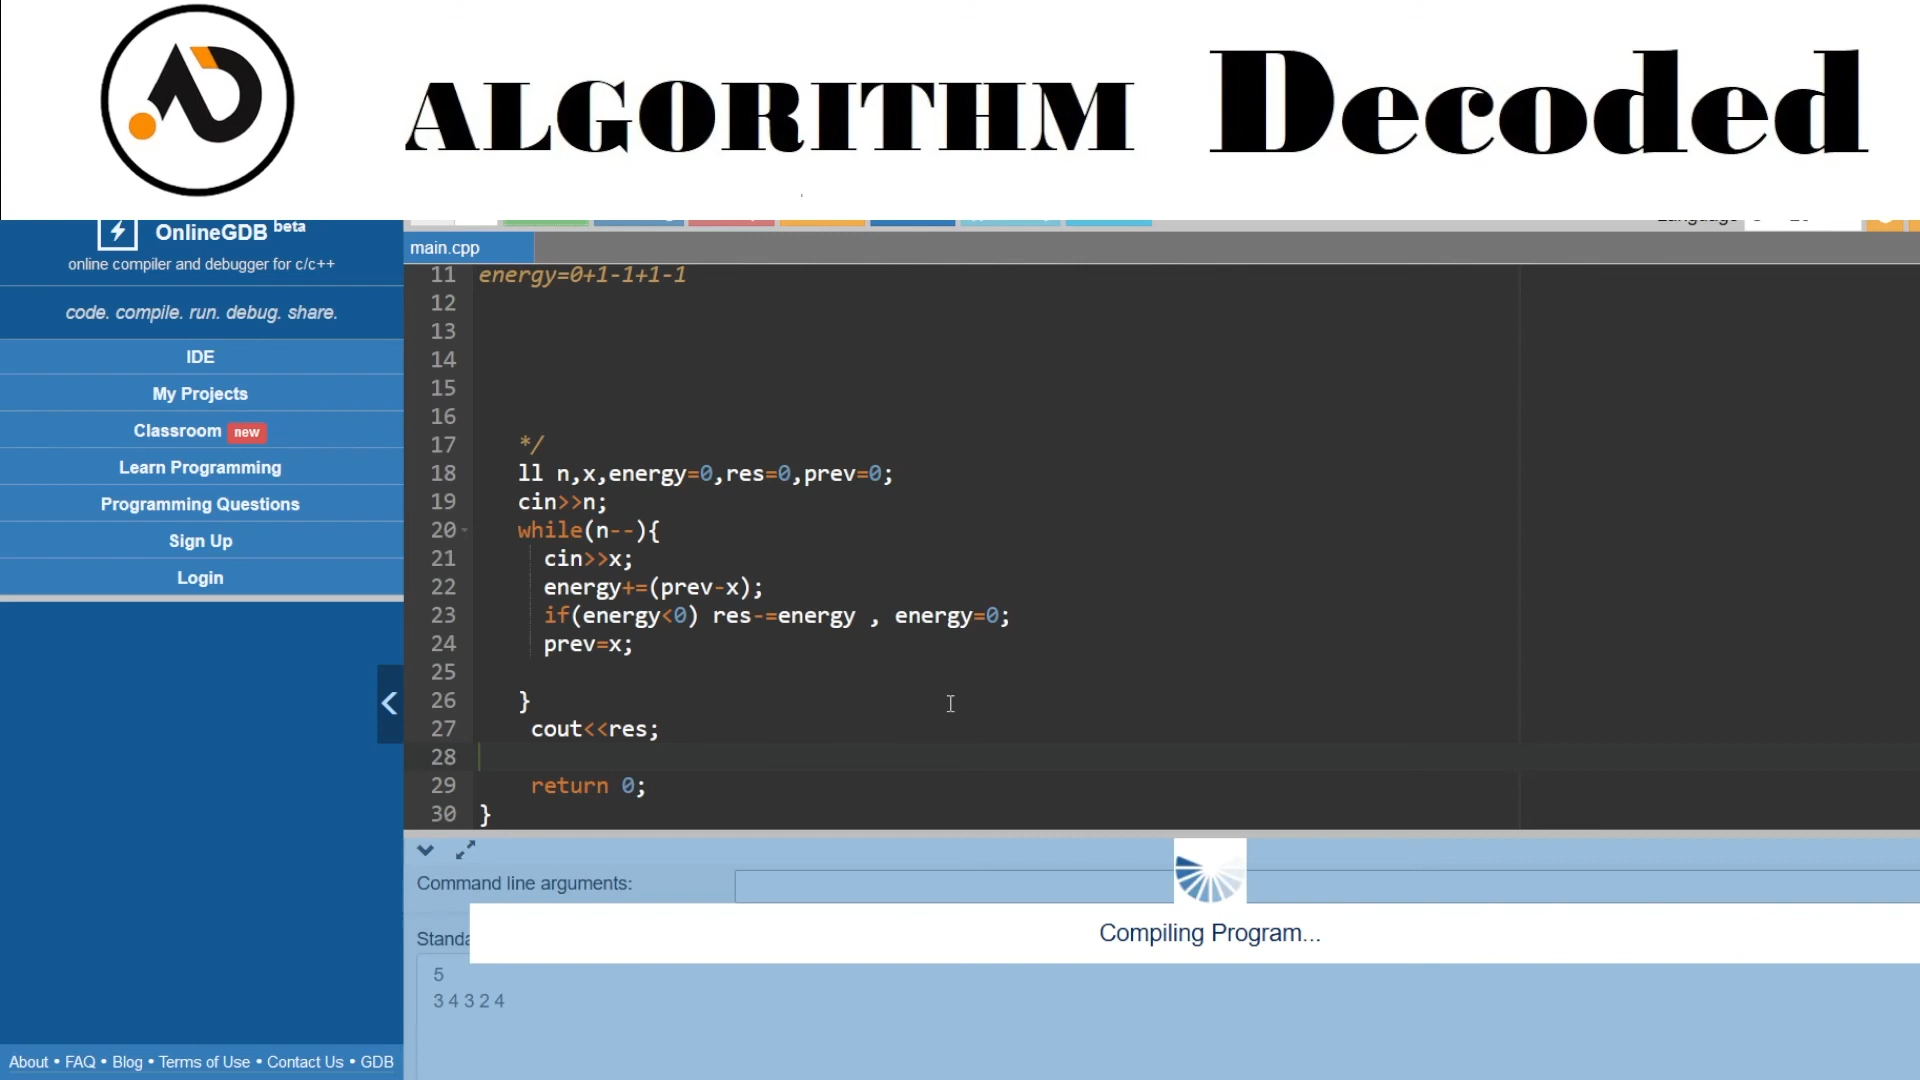 ALGORITHM Decoded
OnlineGDB beta
online compiler and debugger for c/c++
code. compile. run. debug. share.
IDE
My Projects
Classroom new
Learn Programming
Programming Questions
Sign Up
Login
About • FAQ • Blog • Terms of Use • Contact Us • GDB
main.cpp
11 energy=0+1-1+1-1
12
13
14
15
16
17 */
18 ll n,x,energy=0,res=0,prev=0;
19 cin>>n;
20 while(n--){
21 cin>>x;
22 energy+=(prev-x);
23 if(energy<0) res-=energy , energy=0;
24 prev=x;
25
26 }
27 cout<<res;
28
29 return 0;
30 }
Command line arguments:
Compiling Program...
5
3 4 3 2 4